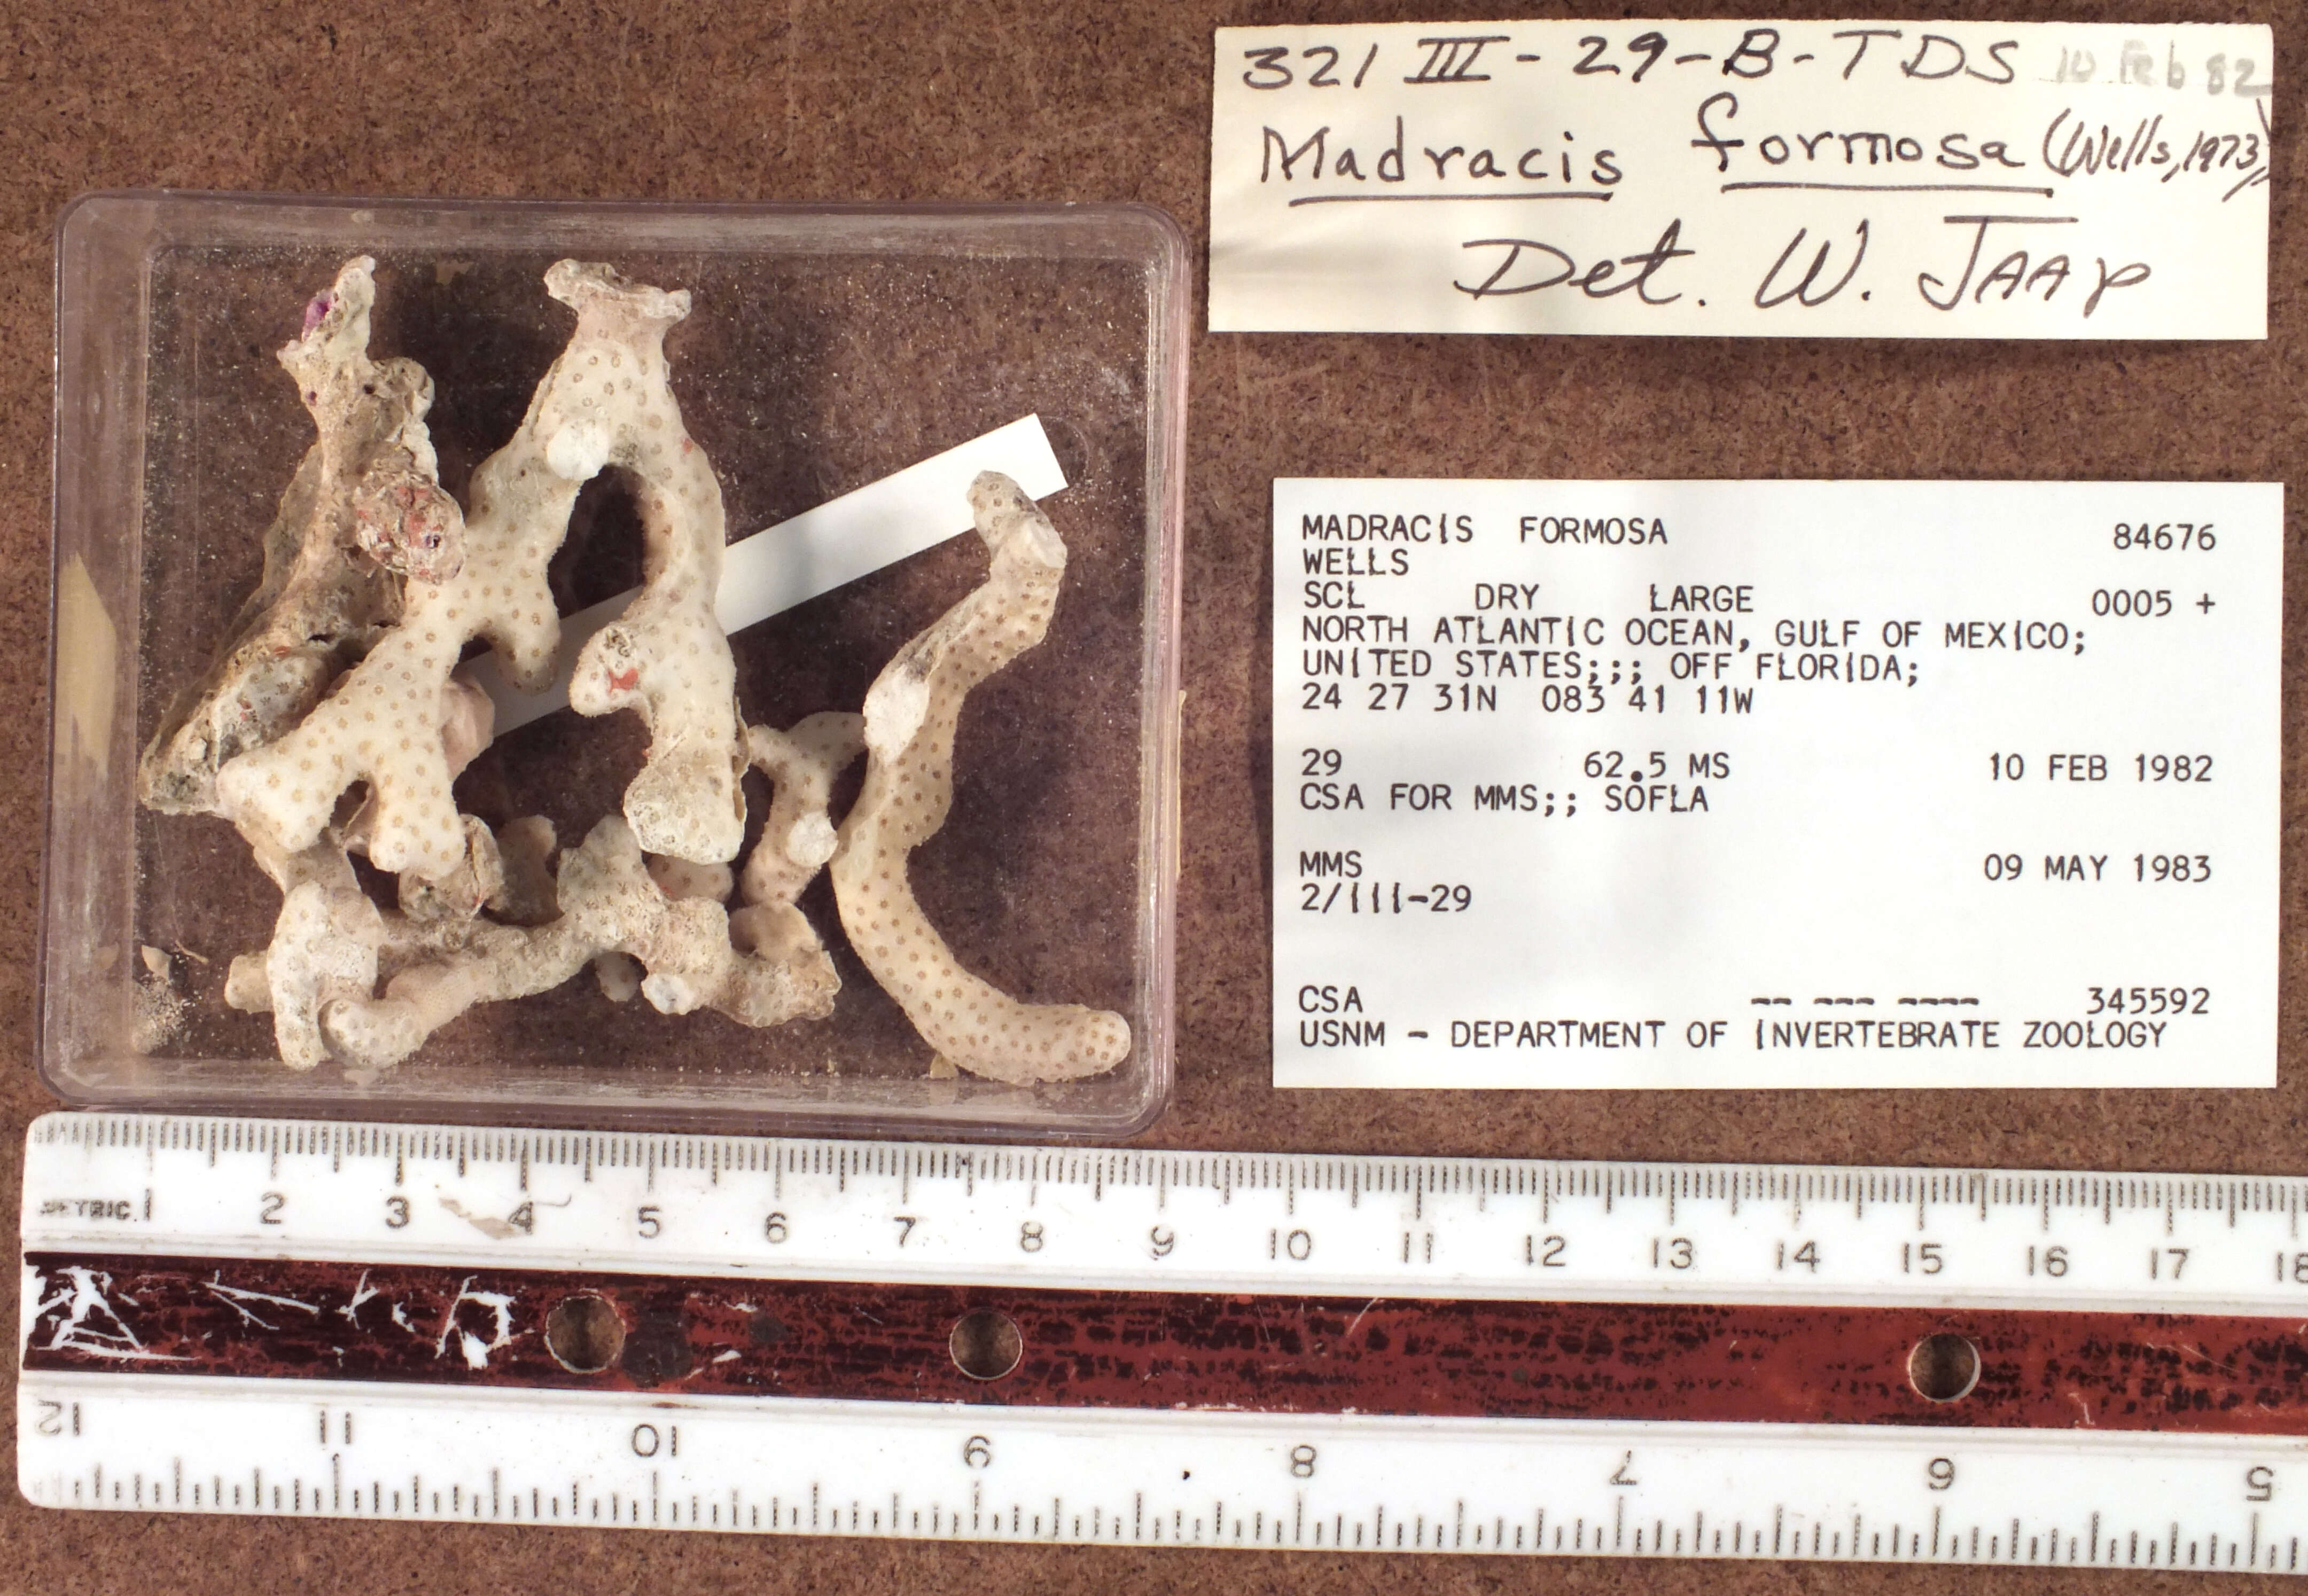 321 III-29-B-TDS 10 Feb 82
Madracis formosa (Wells, 1973)
Det. W. JAAP
MADRACIS FORMOSA 84676
WELLS
SCL DRY LARGE 0005 +
NORTH ATLANTIC OCEAN, GULF OF MEXICO;
UNITED STATES;;; OFF FLORIDA;
24 27 31N 083 41 11W
29 62.5 MS 10 FEB 1982
CSA FOR MMS;; SOFLA
MMS 09 MAY 1983
2/III-29
CSA -- --- ---- 345592
USNM - DEPARTMENT OF INVERTEBRATE ZOOLOGY
METRIC 1 2 3 4 5 6 7 8 9 10 11 12 13 14 15 16 17 18
12 11 10 9 8 7 6 5